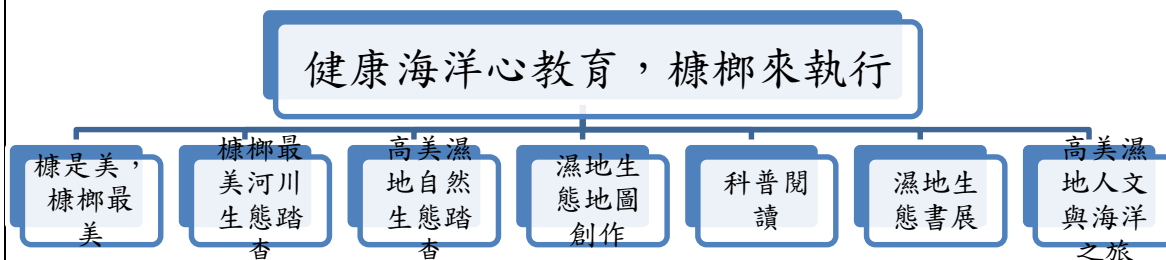 健康海洋心教育，槺榔來執行
槺是美，
槺榔最
美
槺榔最
美河川
生態踏
查
高美濕
地自然
生態踏
查
濕地生
態地圖
創作
科普閱
讀
濕地生
態書展
高美濕
地人文
與海洋
之旅